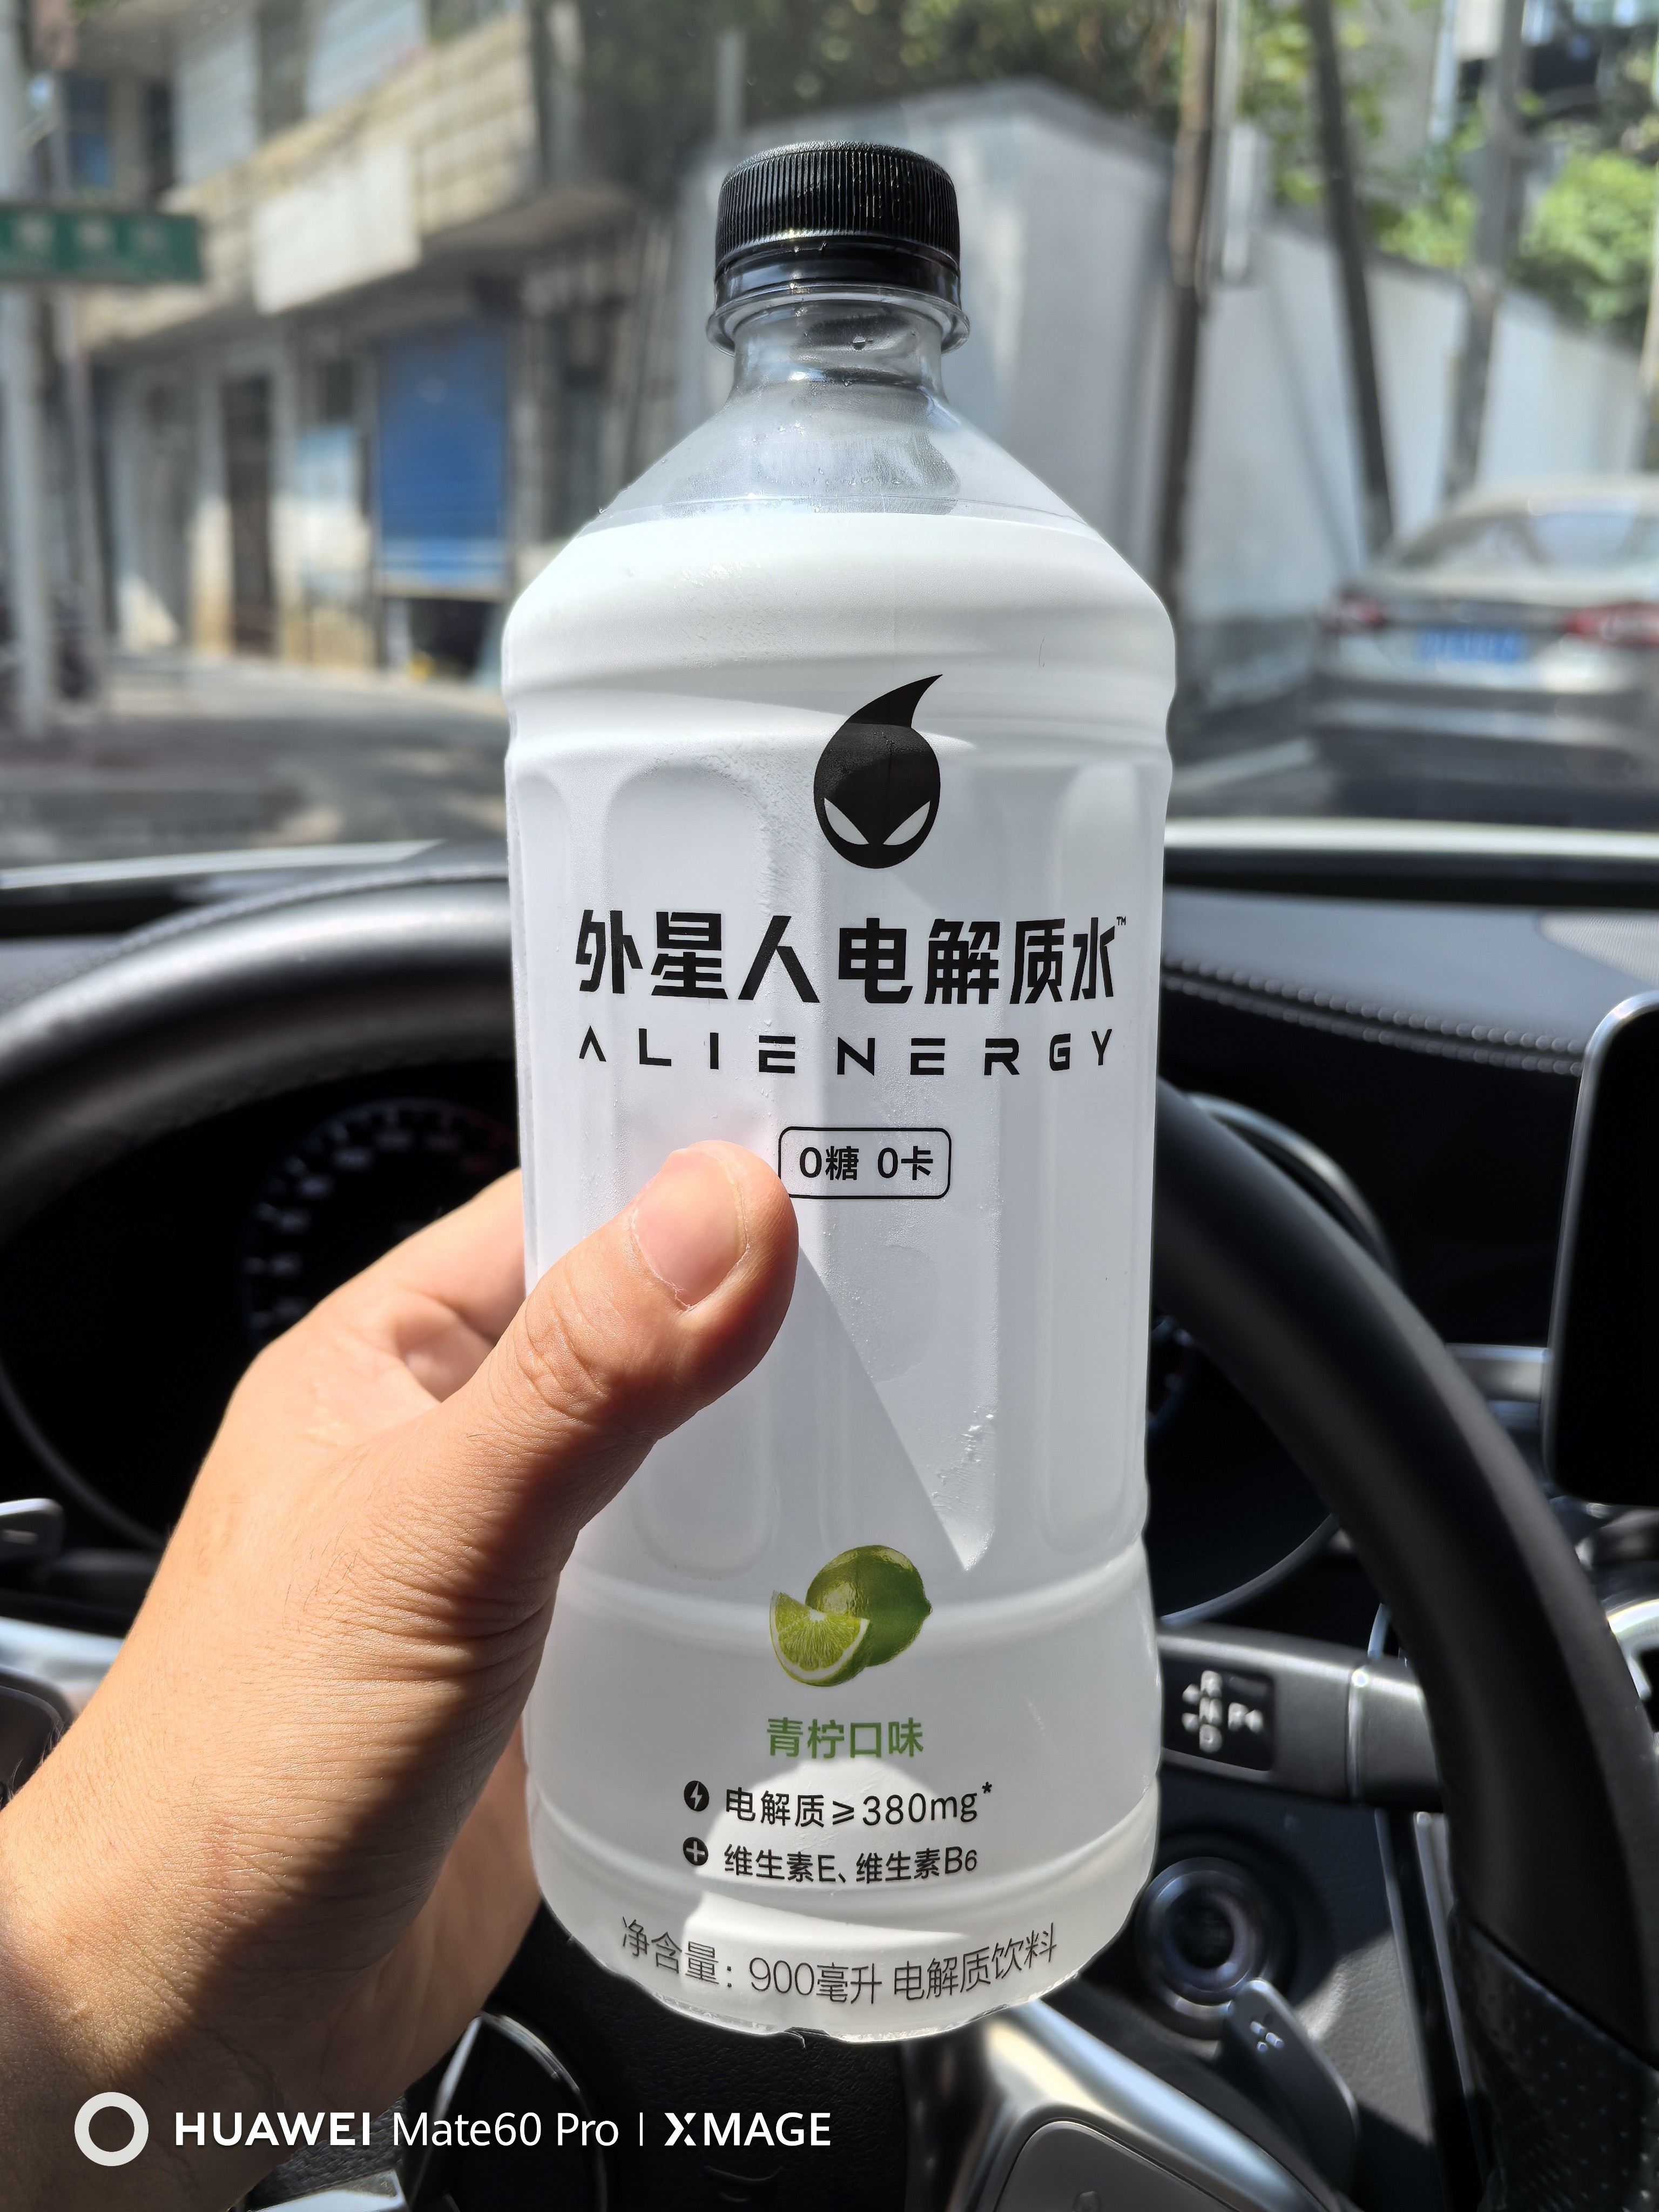 外星人电解质水™
ALIENERGY
0糖 0卡
青柠口味
电解质≥380mg*
维生素E、维生素B6
净含量：900毫升 电解质饮料
R
N
D
P
HUAWEI Mate60 Pro | XMAGE